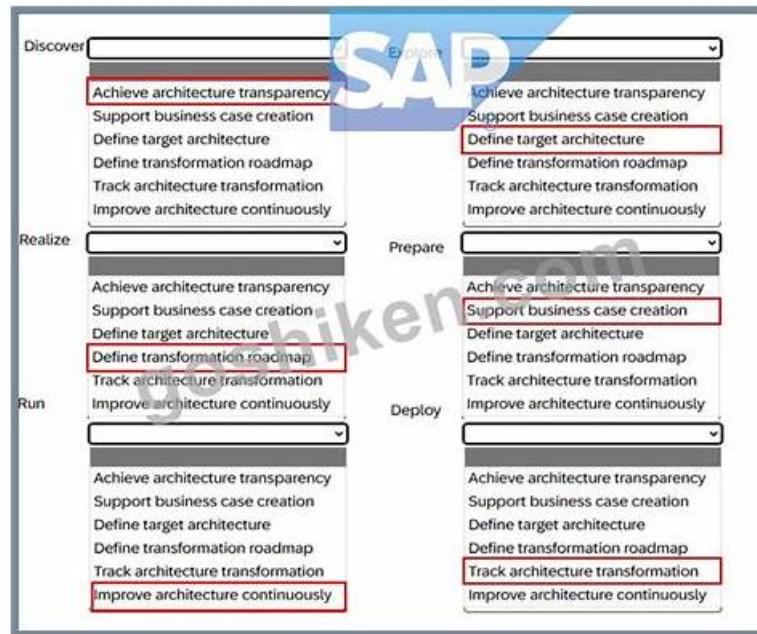 Discover
Explore
SAP
Achieve architecture transparency
Support business case creation
Define target architecture
Define transformation roadmap
Track architecture transformation
Improve architecture continuously
Achieve architecture transparency
Support business case creation
Define target architecture
Define transformation roadmap
Track architecture transformation
Improve architecture continuously
Realize
Prepare
Achieve architecture transparency
Support business case creation
Define target architecture
Define transformation roadmap
Track architecture transformation
Improve architecture continuously
Achieve architecture transparency
Support business case creation
Define target architecture
Define transformation roadmap
Track architecture transformation
Improve architecture continuously
goshiken.com
Run
Deploy
Achieve architecture transparency
Support business case creation
Define target architecture
Define transformation roadmap
Track architecture transformation
Improve architecture continuously
Achieve architecture transparency
Support business case creation
Define target architecture
Define transformation roadmap
Track architecture transformation
Improve architecture continuously